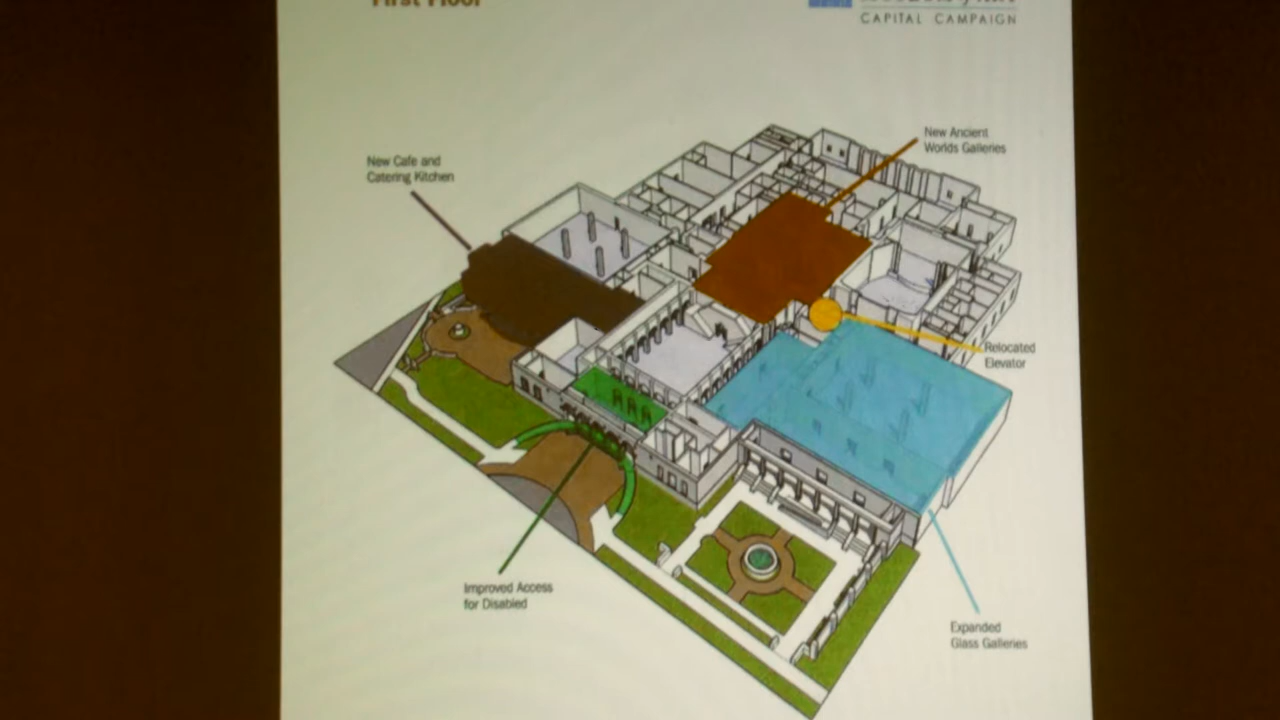 First Floor
CAPITAL CAMPAIGN
New Ancient
Worlds Galleries
New Cafe and
Catering Kitchen
Relocated
Elevator
Improved Access
for Disabled
Expanded
Glass Galleries